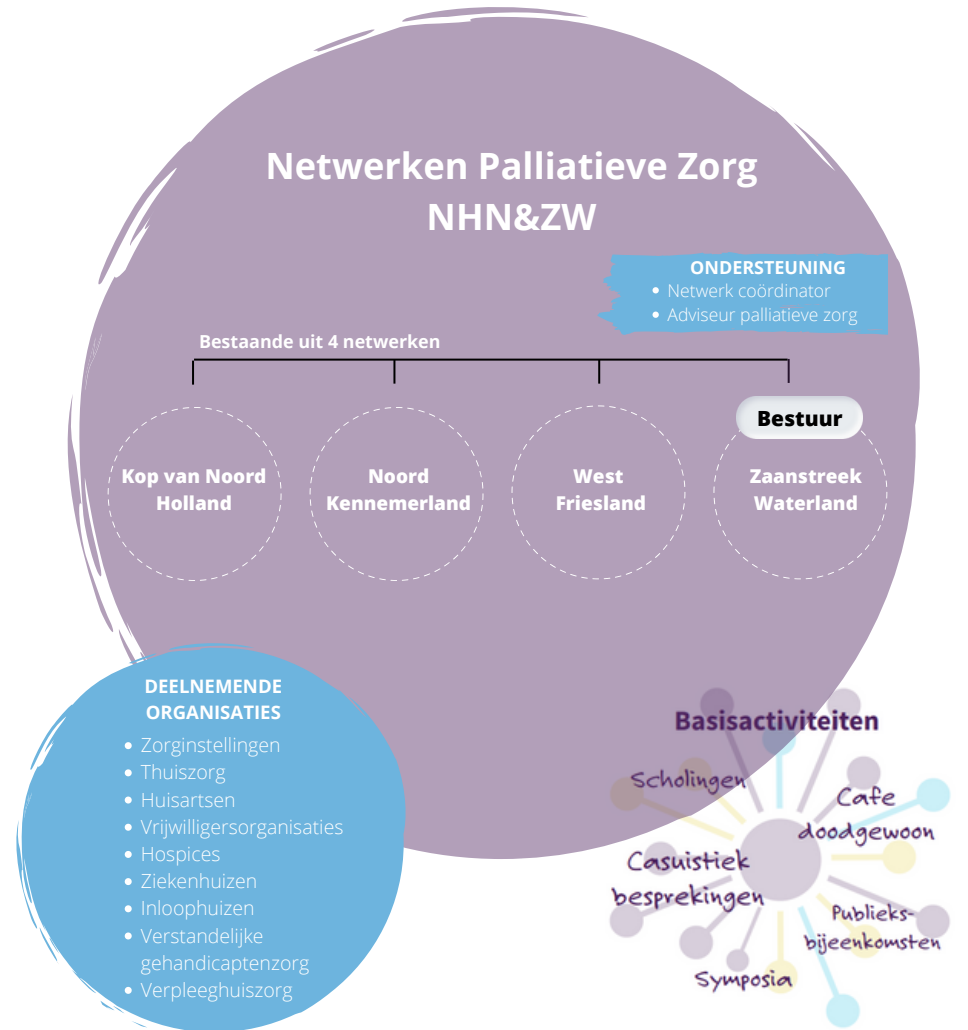 Netwerken Palliatieve Zorg
NHN&ZW
ONDERSTEUNING
• Netwerk coördinator
• Adviseur palliatieve zorg
Bestaande uit 4 netwerken
Bestuur
Kop van Noord
Holland
Noord
Kennemerland
West
Friesland
Zaanstreek
Waterland
DEELNEMENDE
ORGANISATIES
• Zorginstellingen
• Thuiszorg
• Huisartsen
• Vrijwilligersorganisaties
• Hospices
• Ziekenhuizen
• Inloophuizen
• Verstandelijke
gehandicaptenzorg
• Verpleeghuiszorg
Basisactiviteiten
Scholingen
Cafe
doodgewoon
Casuistiek
besprekingen
Publieks-
bijeenkomsten
Symposia